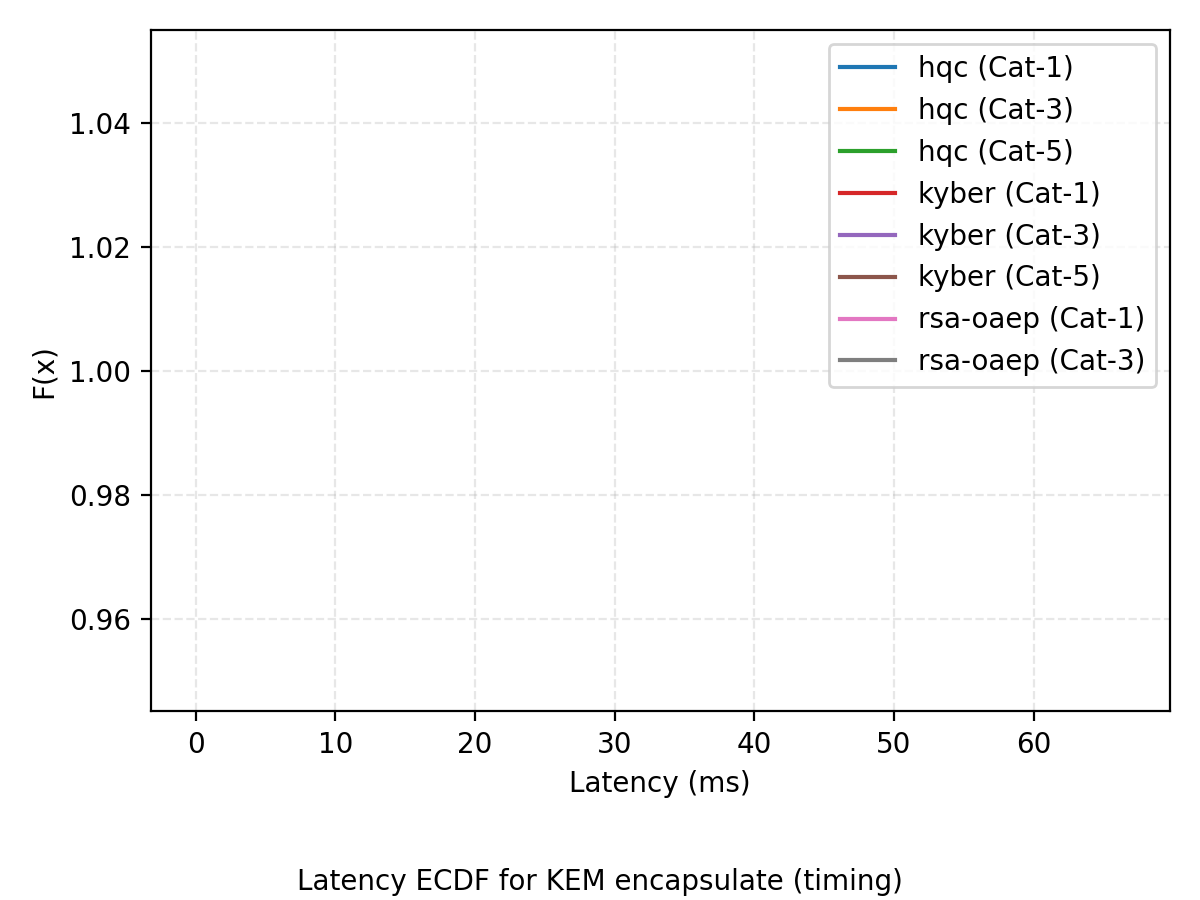 hqc (Cat-1)
hqc (Cat-3)
hqc (Cat-5)
kyber (Cat-1)
kyber (Cat-3)
kyber (Cat-5)
rsa-oaep (Cat-1)
rsa-oaep (Cat-3)
1.04
1.02
1.00
0.98
0.96
F(x)
0 10 20 30 40 50 60
Latency (ms)
Latency ECDF for KEM encapsulate (timing)